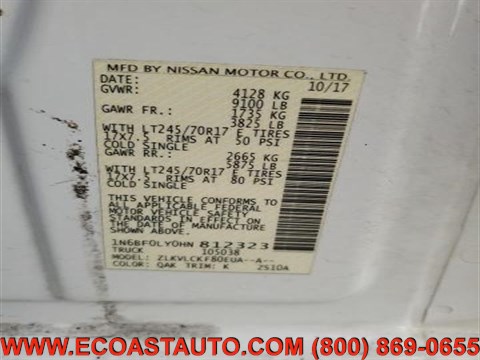 MFD BY NISSAN MOTOR CO., LTD.
DATE: 10/17
GVWR: 4128 KG
9100 LB
GAWR FR.: 1735 KG
3825 LB
WITH LT245/70R17 E TIRES
17X7.5 RIMS AT 50 PSI
COLD SINGLE
GAWR RR.: 2665 KG
5875 LB
WITH LT245/70R17 E TIRES
17X7.5 RIMS AT 80 PSI
COLD SINGLE
THIS VEHICLE CONFORMS TO
ALL APPLICABLE FEDERAL
MOTOR VEHICLE SAFETY
STANDARDS IN EFFECT ON
THE DATE OF MANUFACTURE
SHOWN ABOVE.
1N6BF0LY0HN 812323
TRUCK 105038
MODEL: ZLKVLCKF80EUA--A--
COLOR: QAK TRIM: K 2SIDA
WWW.ECOASTAUTO.COM (800) 869-0655